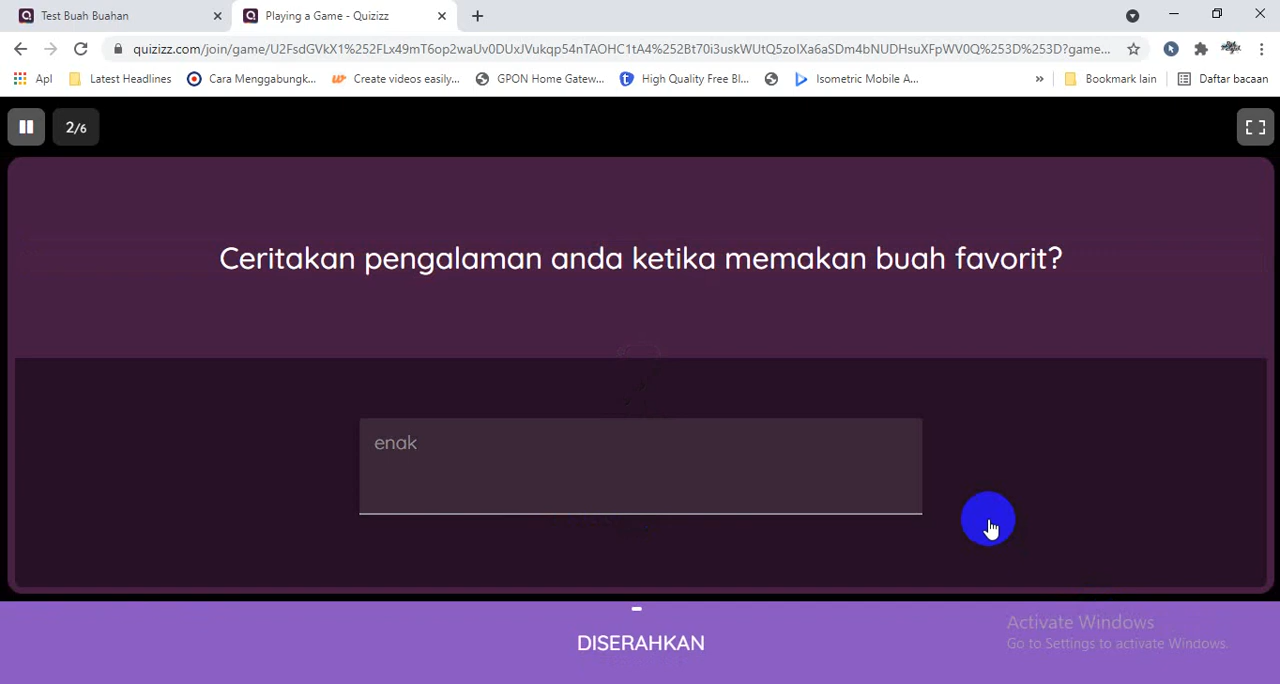 Test Buah Buahan
Playing a Game - Quizizz
quizizz.com/join/game/U2FsdGVkX1%252FLx49mT6op2waUv0DUxJVukqp54nTAOHC1tA4%252Bt70i3uskWUtQ5zoIXa6aSDm4bNUDHsuXFpWV0Q%253D%253D?game...
Apl
Latest Headlines
Cara Menggabungk...
Create videos easily...
GPON Home Gatew...
High Quality Free Bl...
Isometric Mobile A...
»
Bookmark lain
Daftar bacaan
2/6
Ceritakan pengalaman anda ketika memakan buah favorit?
enak
DISERAHKAN
Activate Windows
Go to Settings to activate Windows.